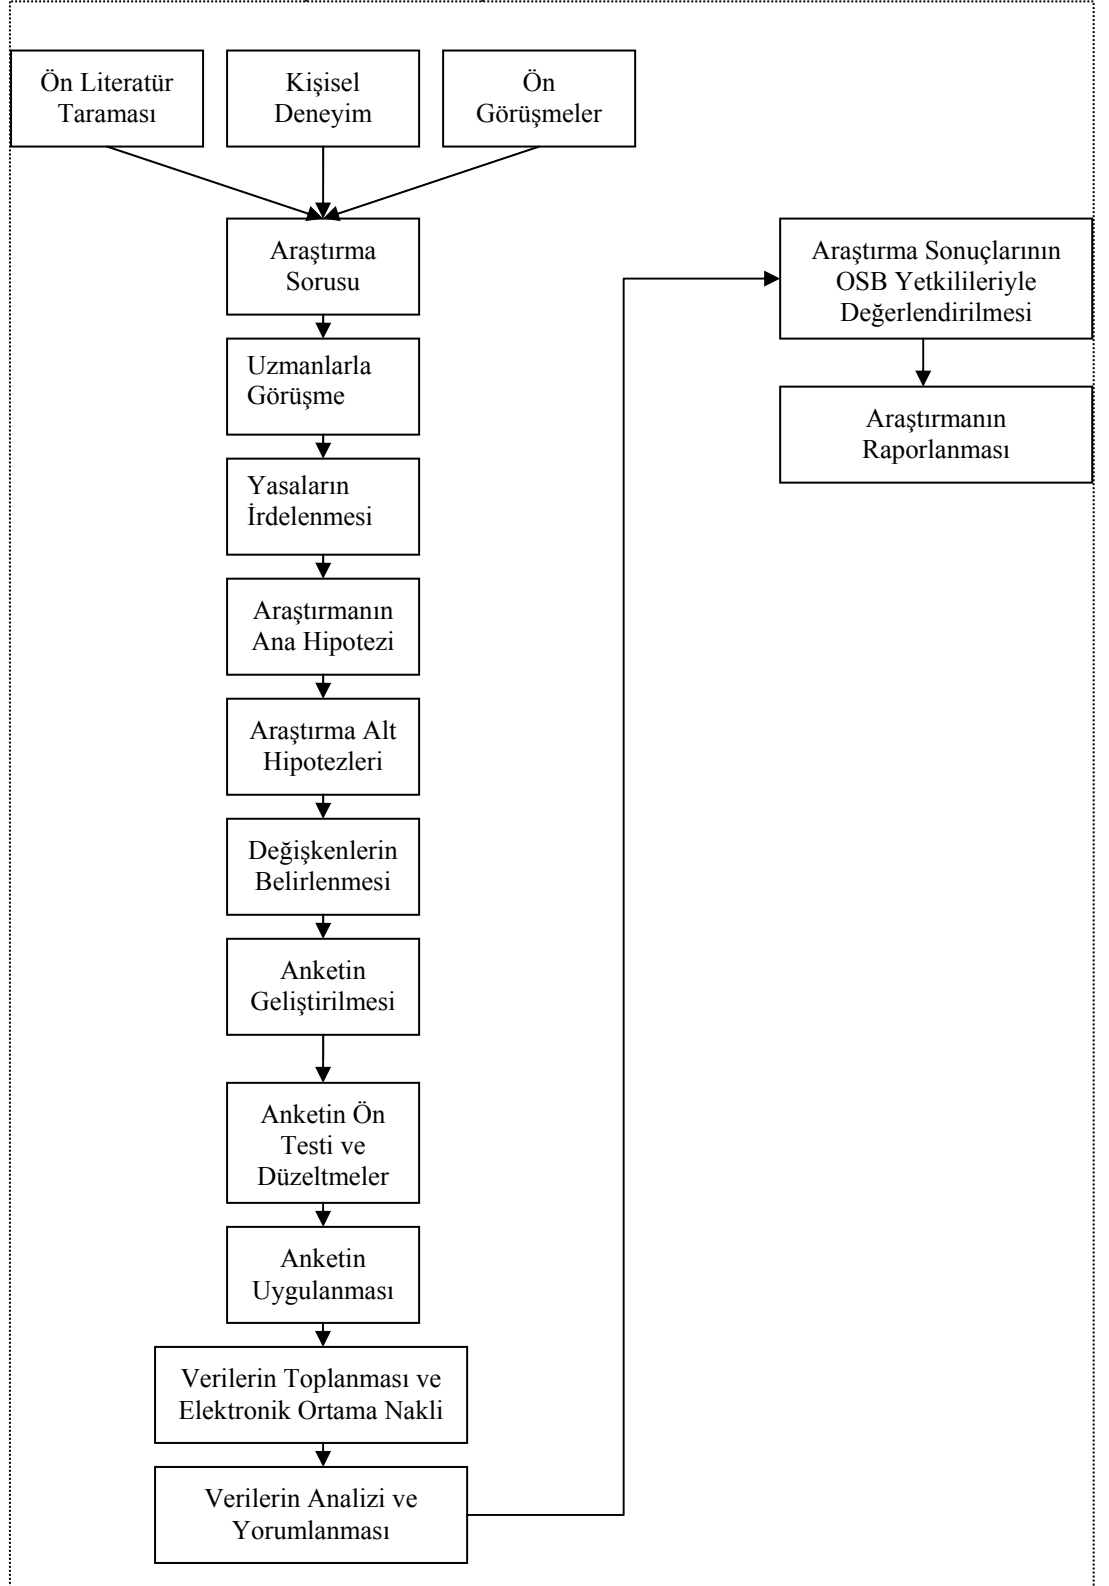 Ön Literatür
Taraması
Kişisel
Deneyim
Ön
Görüşmeler
Araştırma
Sorusu
Uzmanlarla
Görüşme
Yasaların
İrdelenmesi
Araştırmanın
Ana Hipotezi
Araştırma Alt
Hipotezleri
Değişkenlerin
Belirlenmesi
Anketin
Geliştirilmesi
Anketin Ön
Testi ve
Düzeltmeler
Anketin
Uygulanması
Verilerin Toplanması ve
Elektronik Ortama Nakli
Verilerin Analizi ve
Yorumlanması
Araştırma Sonuçlarının
OSB Yetkilileriyle
Değerlendirilmesi
Araştırmanın
Raporlanması